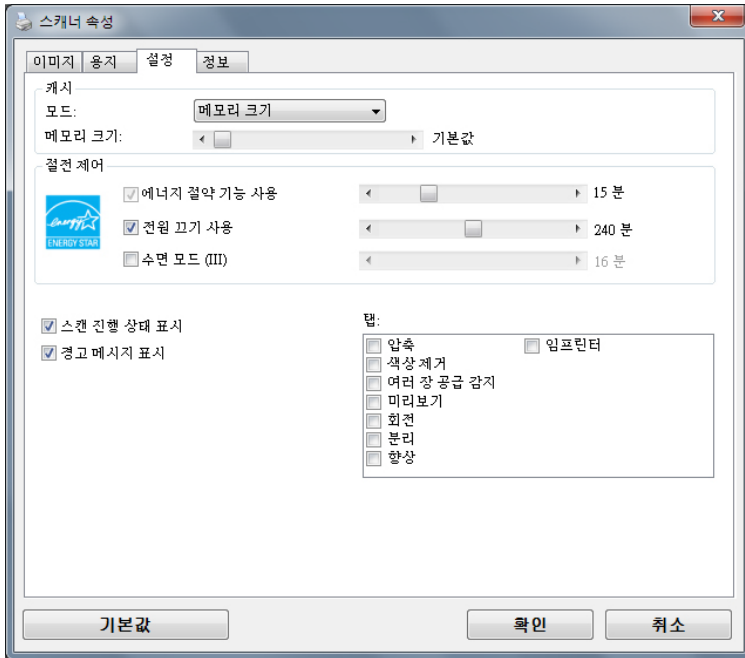 스캐너 속성
이미지 용지 설정 정보
캐시
모드: 메모리 크기
메모리 크기: 기본값
절전 제어
에너지 절약 기능 사용 15 분
energy
ENERGY STAR
전원 끄기 사용 240 분
수면 모드 (III) 16 분
스캔 진행 상태 표시
경고 메시지 표시
탭:
압축 임프린터
색상 제거
여러 장 공급 감지
미리보기
회전
분리
향상
기본값 확인 취소